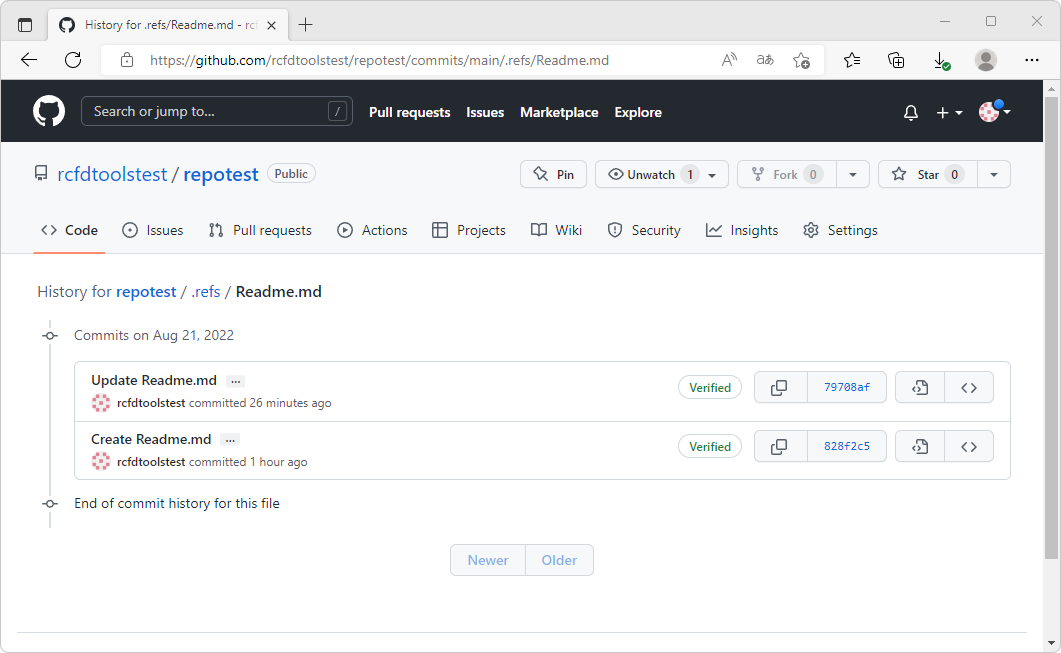 History for .refs/Readme.md - rc
https://github.com/rcfdtoolstest/repotest/commits/main/.refs/Readme.md
Search or jump to... / Pull requests Issues Marketplace Explore
rcfdtoolstest / repotest Public Pin Unwatch 1 Fork 0 Star 0
Code Issues Pull requests Actions Projects Wiki Security Insights Settings
History for repotest / .refs / Readme.md
Commits on Aug 21, 2022
Update Readme.md ... Verified 79708af
rcfdtoolstest committed 26 minutes ago
Create Readme.md ... Verified 828f2c5
rcfdtoolstest committed 1 hour ago
End of commit history for this file
Newer Older